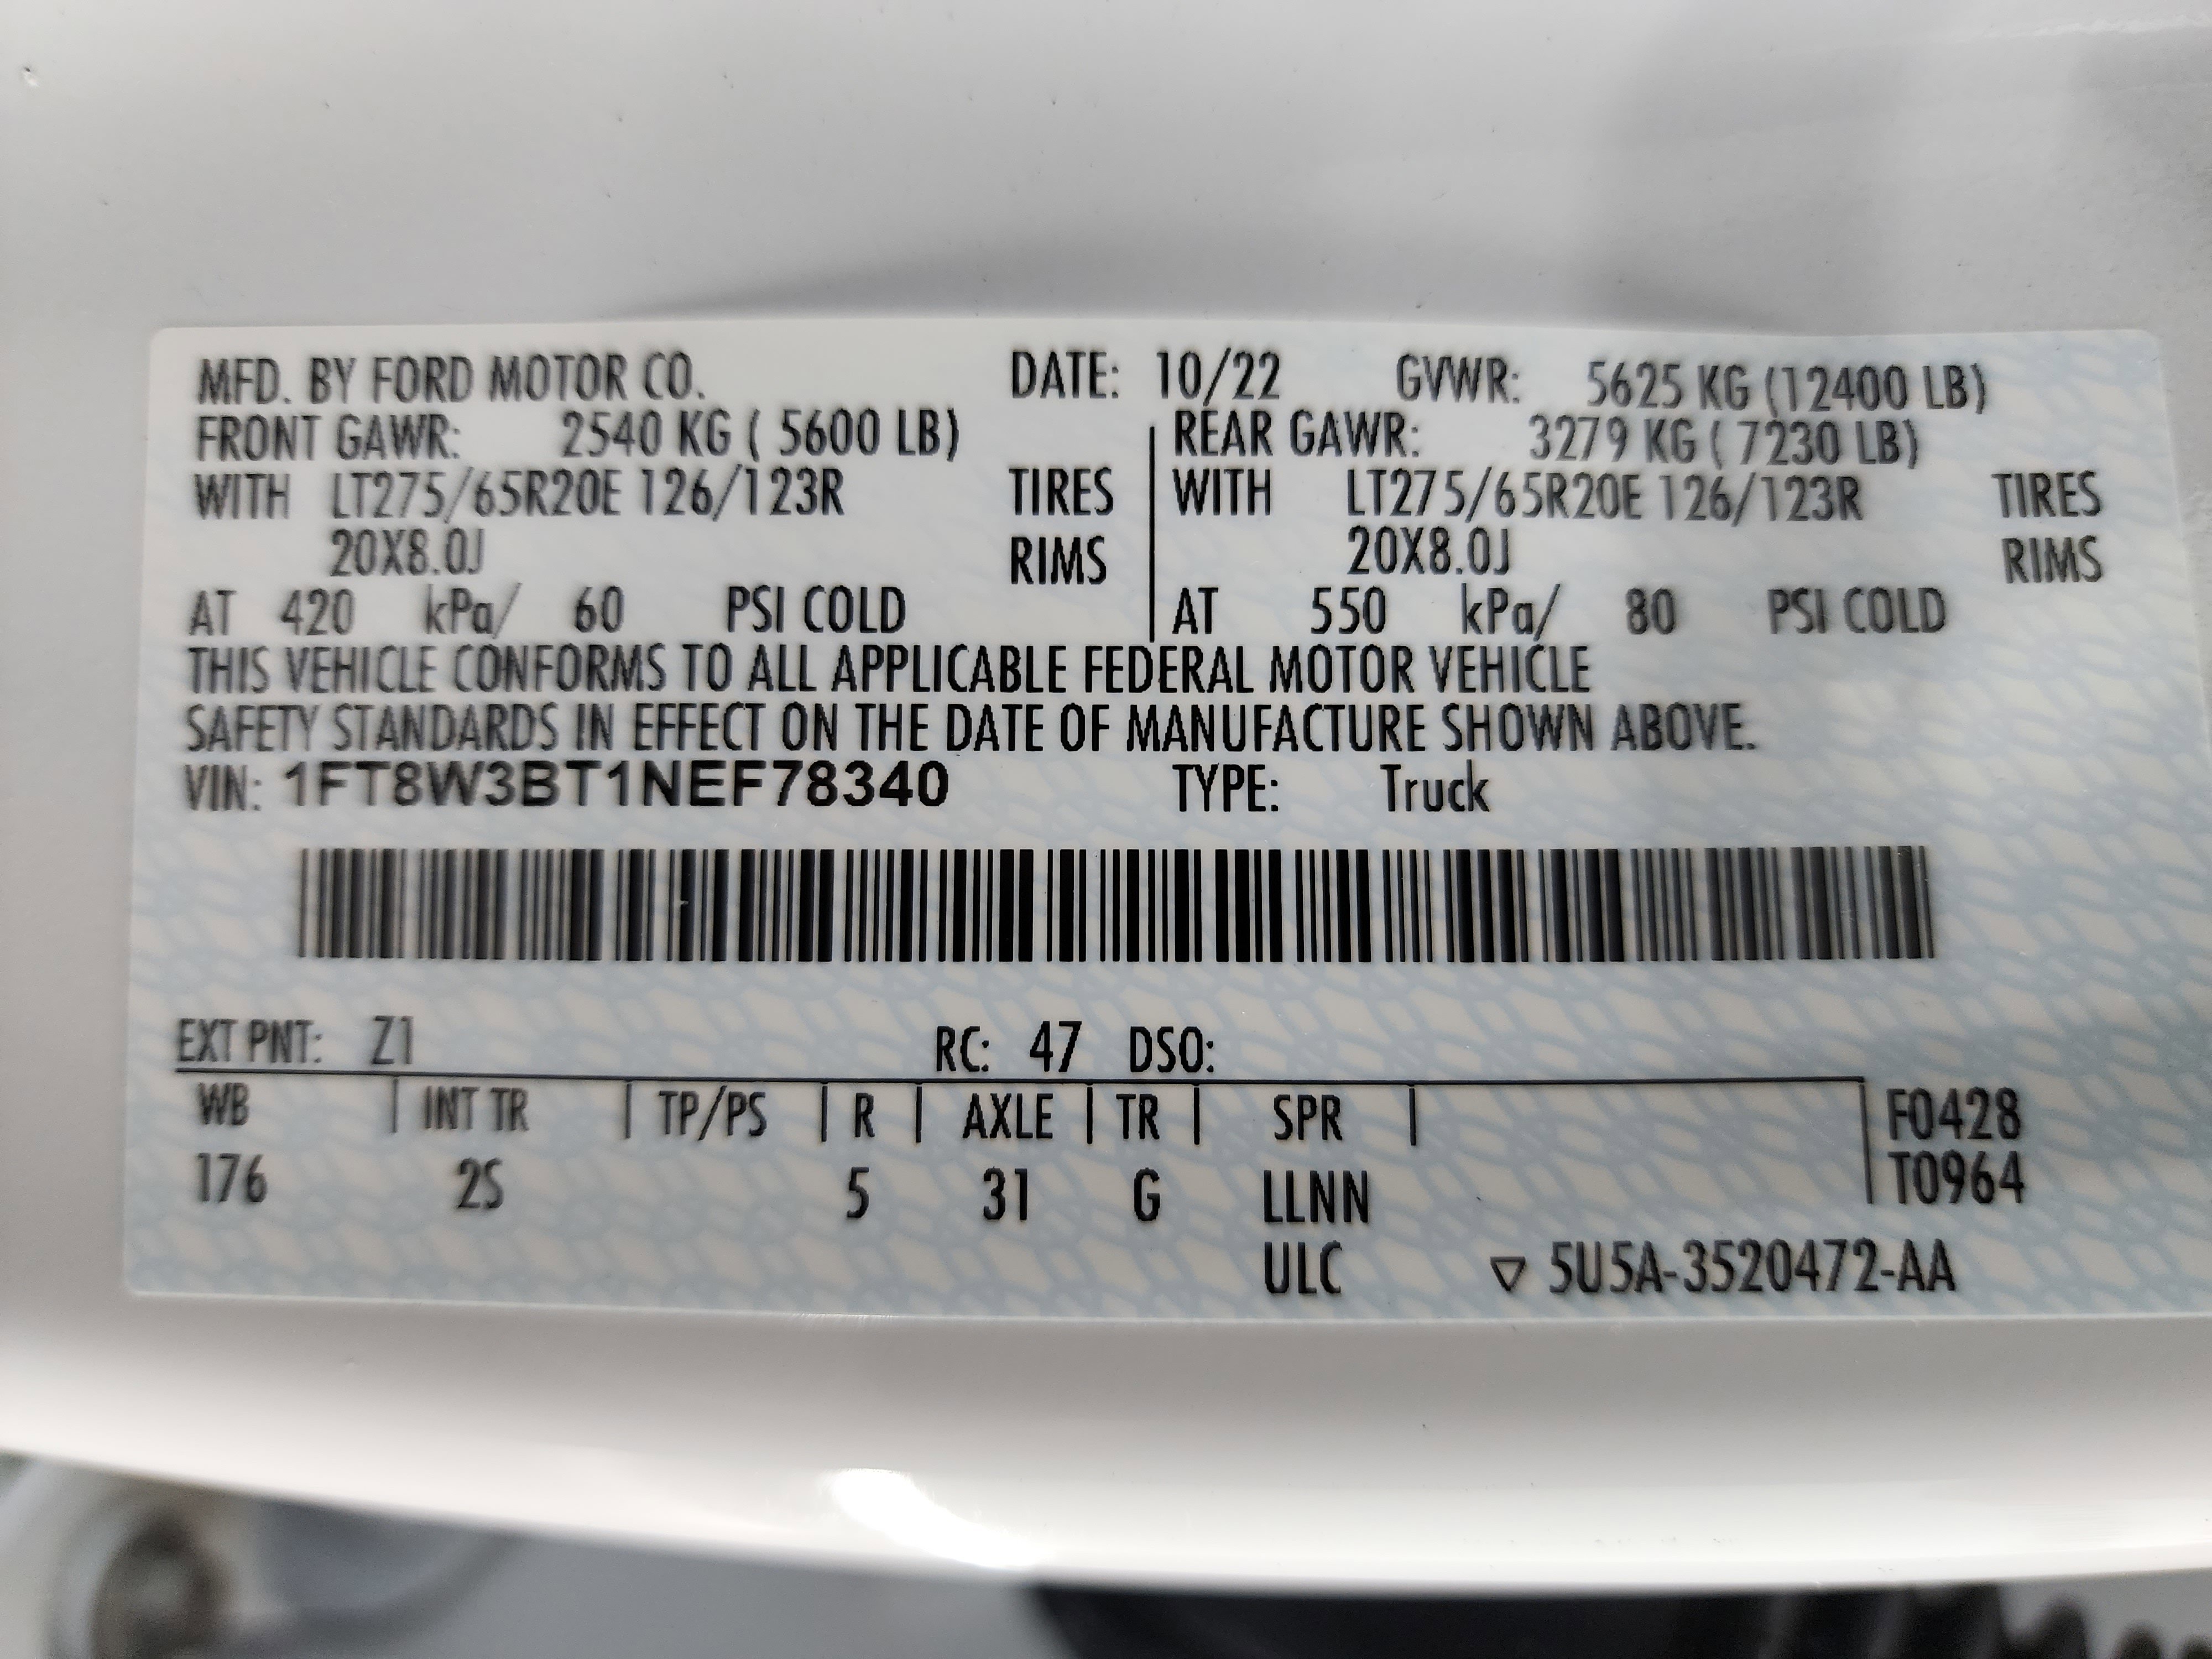 MFD. BY FORD MOTOR CO. DATE: 10/22 GVWR: 5625 KG (12400 LB)
FRONT GAWR: 2540 KG ( 5600 LB) REAR GAWR: 3279 KG ( 7230 LB)
WITH LT275/65R20E 126/123R TIRES WITH LT275/65R20E 126/123R TIRES
20X8.0J RIMS 20X8.0J RIMS
AT 420 kPa/ 60 PSI COLD AT 550 kPa/ 80 PSI COLD
THIS VEHICLE CONFORMS TO ALL APPLICABLE FEDERAL MOTOR VEHICLE
SAFETY STANDARDS IN EFFECT ON THE DATE OF MANUFACTURE SHOWN ABOVE.
VIN: 1FT8W3BT1NEF78340 TYPE: Truck
EXT PNT: Z1 RC: 47 DSO:
WB | INT TR | TP/PS | R | AXLE | TR | SPR | F0428
176 2S 5 31 G LLNN T0964
ULC ▽ 5U5A-3520472-AA